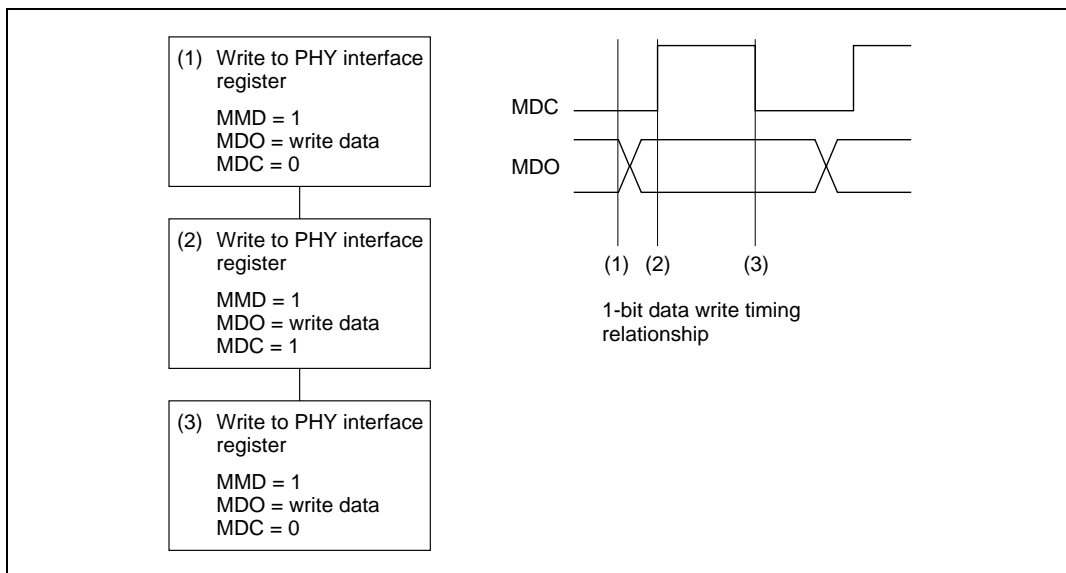 (1) Write to PHY interface
register
MMD = 1
MDO = write data
MDC = 0
(2) Write to PHY interface
register
MMD = 1
MDO = write data
MDC = 1
(3) Write to PHY interface
register
MMD = 1
MDO = write data
MDC = 0
MDC
MDO
(1) (2) (3)
1-bit data write timing
relationship